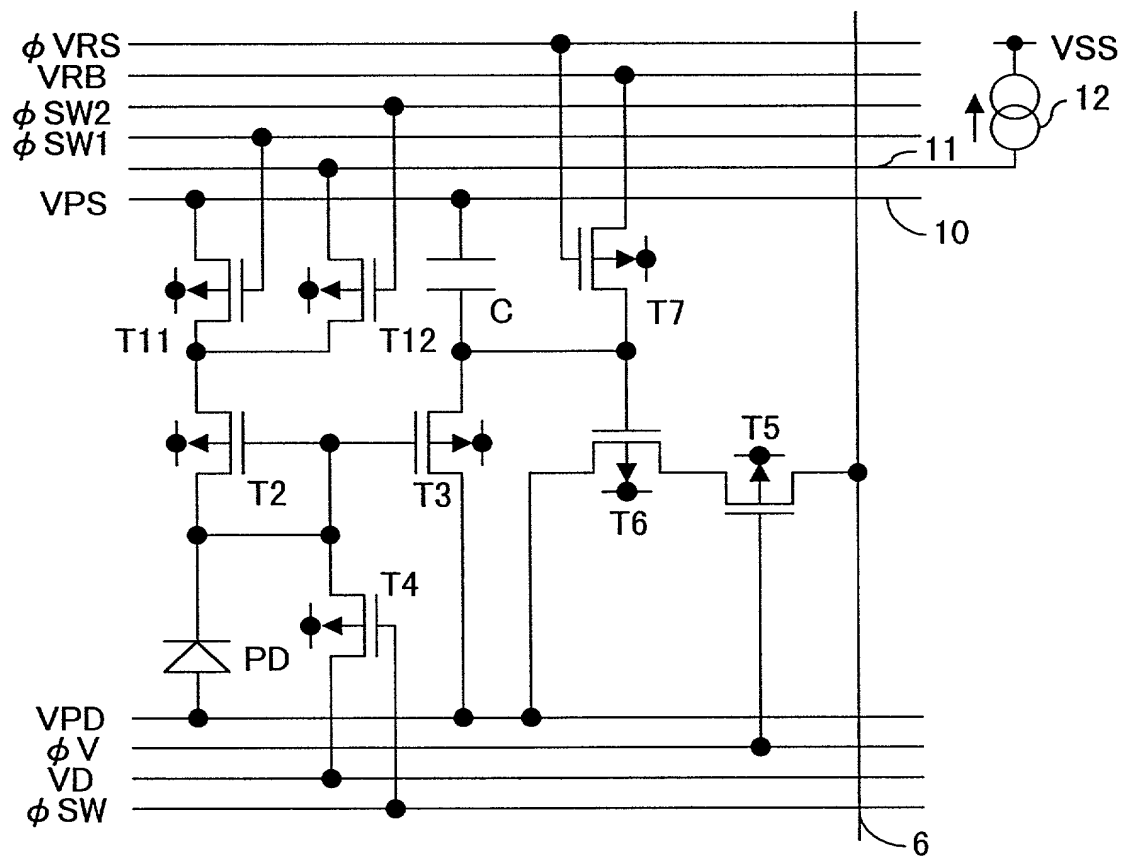 φVRS
VRB
φSW2
φSW1
VPS
VSS
12
11
10
T11
T12
C
T7
T2
T3
T5
T6
T4
PD
VPD
φV
VD
φSW
6